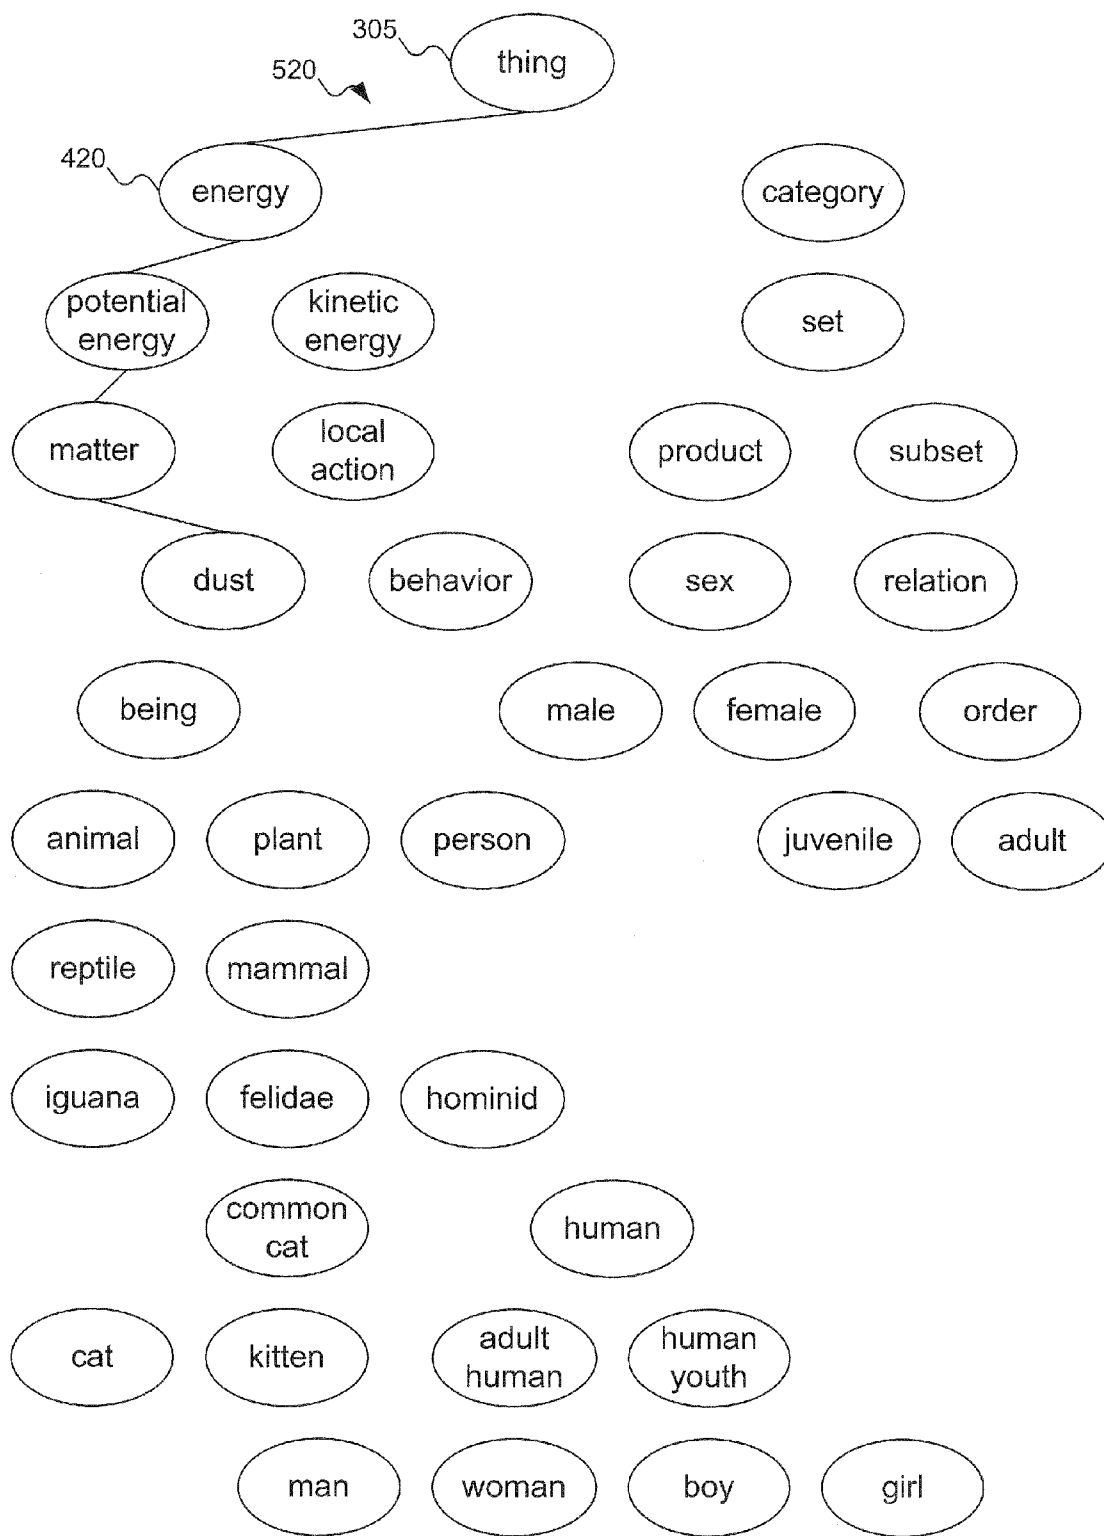 305
thing
520
420
energy
category
potential
energy
kinetic
energy
set
matter
local
action
product
subset
dust
behavior
sex
relation
being
male
female
order
animal
plant
person
juvenile
adult
reptile
mammal
iguana
felidae
hominid
common
cat
human
cat
kitten
adult
human
human
youth
man
woman
boy
girl